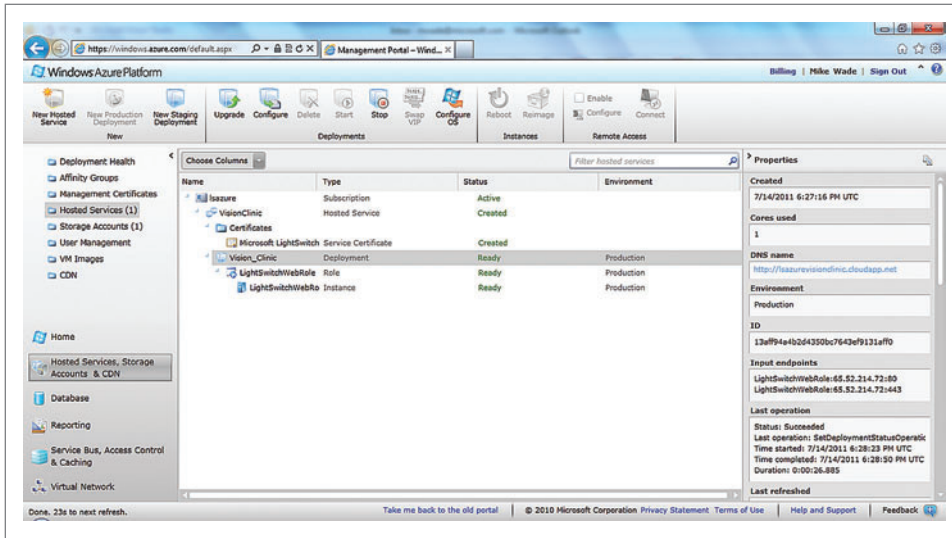 https://windows.azure.com/default.aspx
Management Portal – Wind...
Windows Azure Platform
Billing | Mike Wade | Sign Out
New Hosted Service
New Production Deployment
New Staging Deployment
Upgrade
Configure
Delete
Start
Stop
Swap VIP
Configure OS
Reboot
Reimage
Enable
Configure
Connect
New
Deployments
Instances
Remote Access
Deployment Health
Affinity Groups
Management Certificates
Hosted Services (1)
Storage Accounts (1)
User Management
VM Images
CDN
Home
Hosted Services, Storage
Accounts & CDN
Database
Reporting
Service Bus, Access Control
& Caching
Virtual Network
Choose Columns
Filter hosted services
Name Type Status Environment
lsazure Subscription Active
VisionClinic Hosted Service Created
Certificates
Microsoft LightSwitch Service Certificate Created
Vision_Clinic Deployment Ready Production
LightSwitchWebRole Role Ready Production
LightSwitchWebRo Instance Ready Production
Properties
Created
7/14/2011 6:27:16 PM UTC
Cores used
1
DNS name
http://lsazurevisionclinic.cloudapp.net
Environment
Production
ID
13aff94a4b2d4350bc7643ef9131aff0
Input endpoints
LightSwitchWebRole:65.52.214.72:80
LightSwitchWebRole:65.52.214.72:443
Last operation
Status: Succeeded
Last operation: SetDeploymentStatusOperatic
Time started: 7/14/2011 6:28:23 PM UTC
Time completed: 7/14/2011 6:28:50 PM UTC
Duration: 0:00:26.885
Last refreshed
Done. 23s to next refresh.
Take me back to the old portal | © 2010 Microsoft Corporation Privacy Statement Terms of Use | Help and Support | Feedback